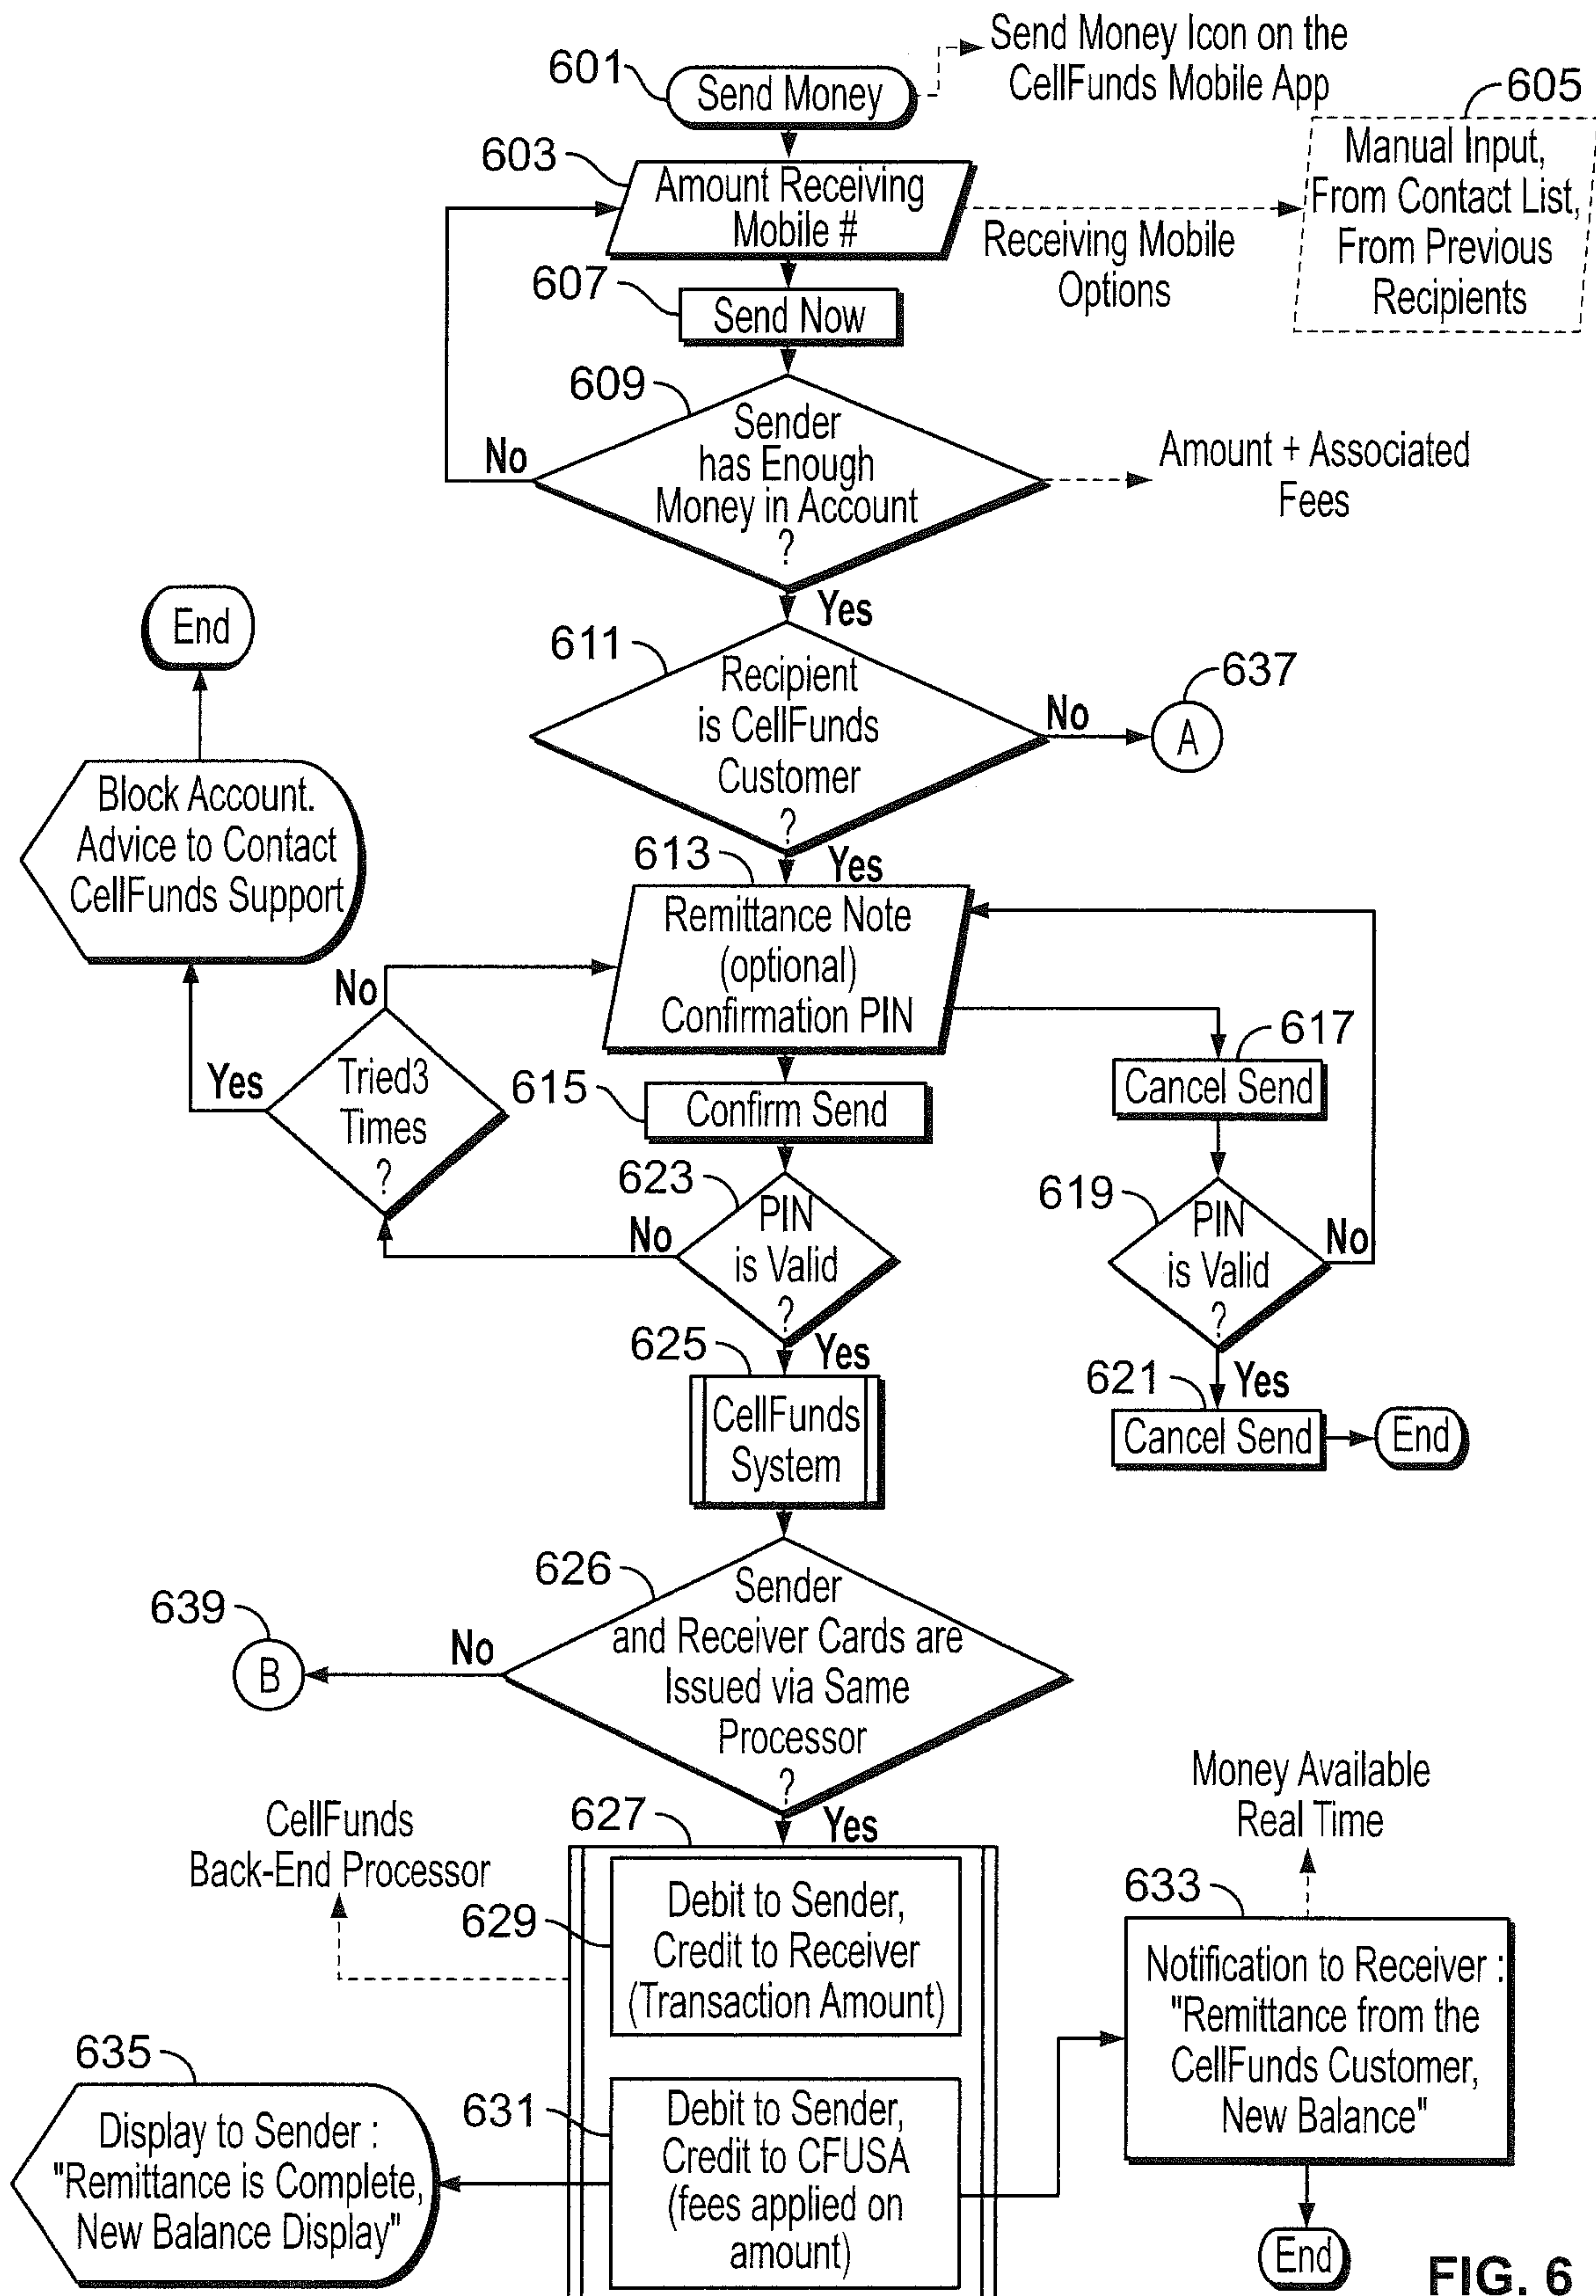 601
Send Money
Send Money Icon on the
CellFunds Mobile App
603
Amount Receiving
Mobile #
Receiving Mobile
Options
605
Manual Input,
From Contact List,
From Previous
Recipients
607
Send Now
609
Sender
has Enough
Money in Account
?
No
Amount + Associated
Fees
Yes
End
611
Recipient
is CellFunds
Customer
?
No
637
A
Yes
Block Account.
Advice to Contact
CellFunds Support
613
Remittance Note
(optional)
Confirmation PIN
No
Yes
Tried3
Times
?
615
Confirm Send
617
Cancel Send
623
PIN
is Valid
?
No
619
PIN
is Valid
?
No
Yes
625
CellFunds
System
621
Yes
Cancel Send
End
626
Sender
and Receiver Cards are
Issued via Same
Processor
?
639
B
No
Yes
CellFunds
Back-End Processor
627
629
Debit to Sender,
Credit to Receiver
(Transaction Amount)
Money Available
Real Time
633
Notification to Receiver :
"Remittance from the
CellFunds Customer,
New Balance"
635
Display to Sender :
"Remittance is Complete,
New Balance Display"
631
Debit to Sender,
Credit to CFUSA
(fees applied on
amount)
End
FIG. 6